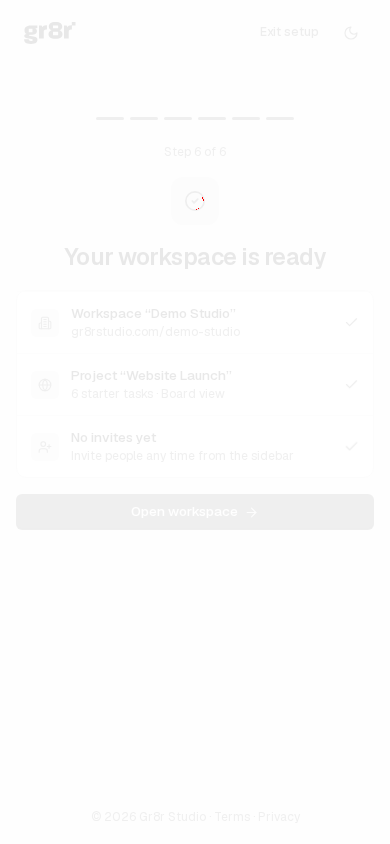 gr8r
Exit setup
Step 6 of 6
Your workspace is ready
Workspace “Demo Studio”
gr8rstudio.com/demo-studio
Project “Website Launch”
6 starter tasks · Board view
No invites yet
Invite people any time from the sidebar
Open workspace
© 2026 Gr8r Studio · Terms · Privacy